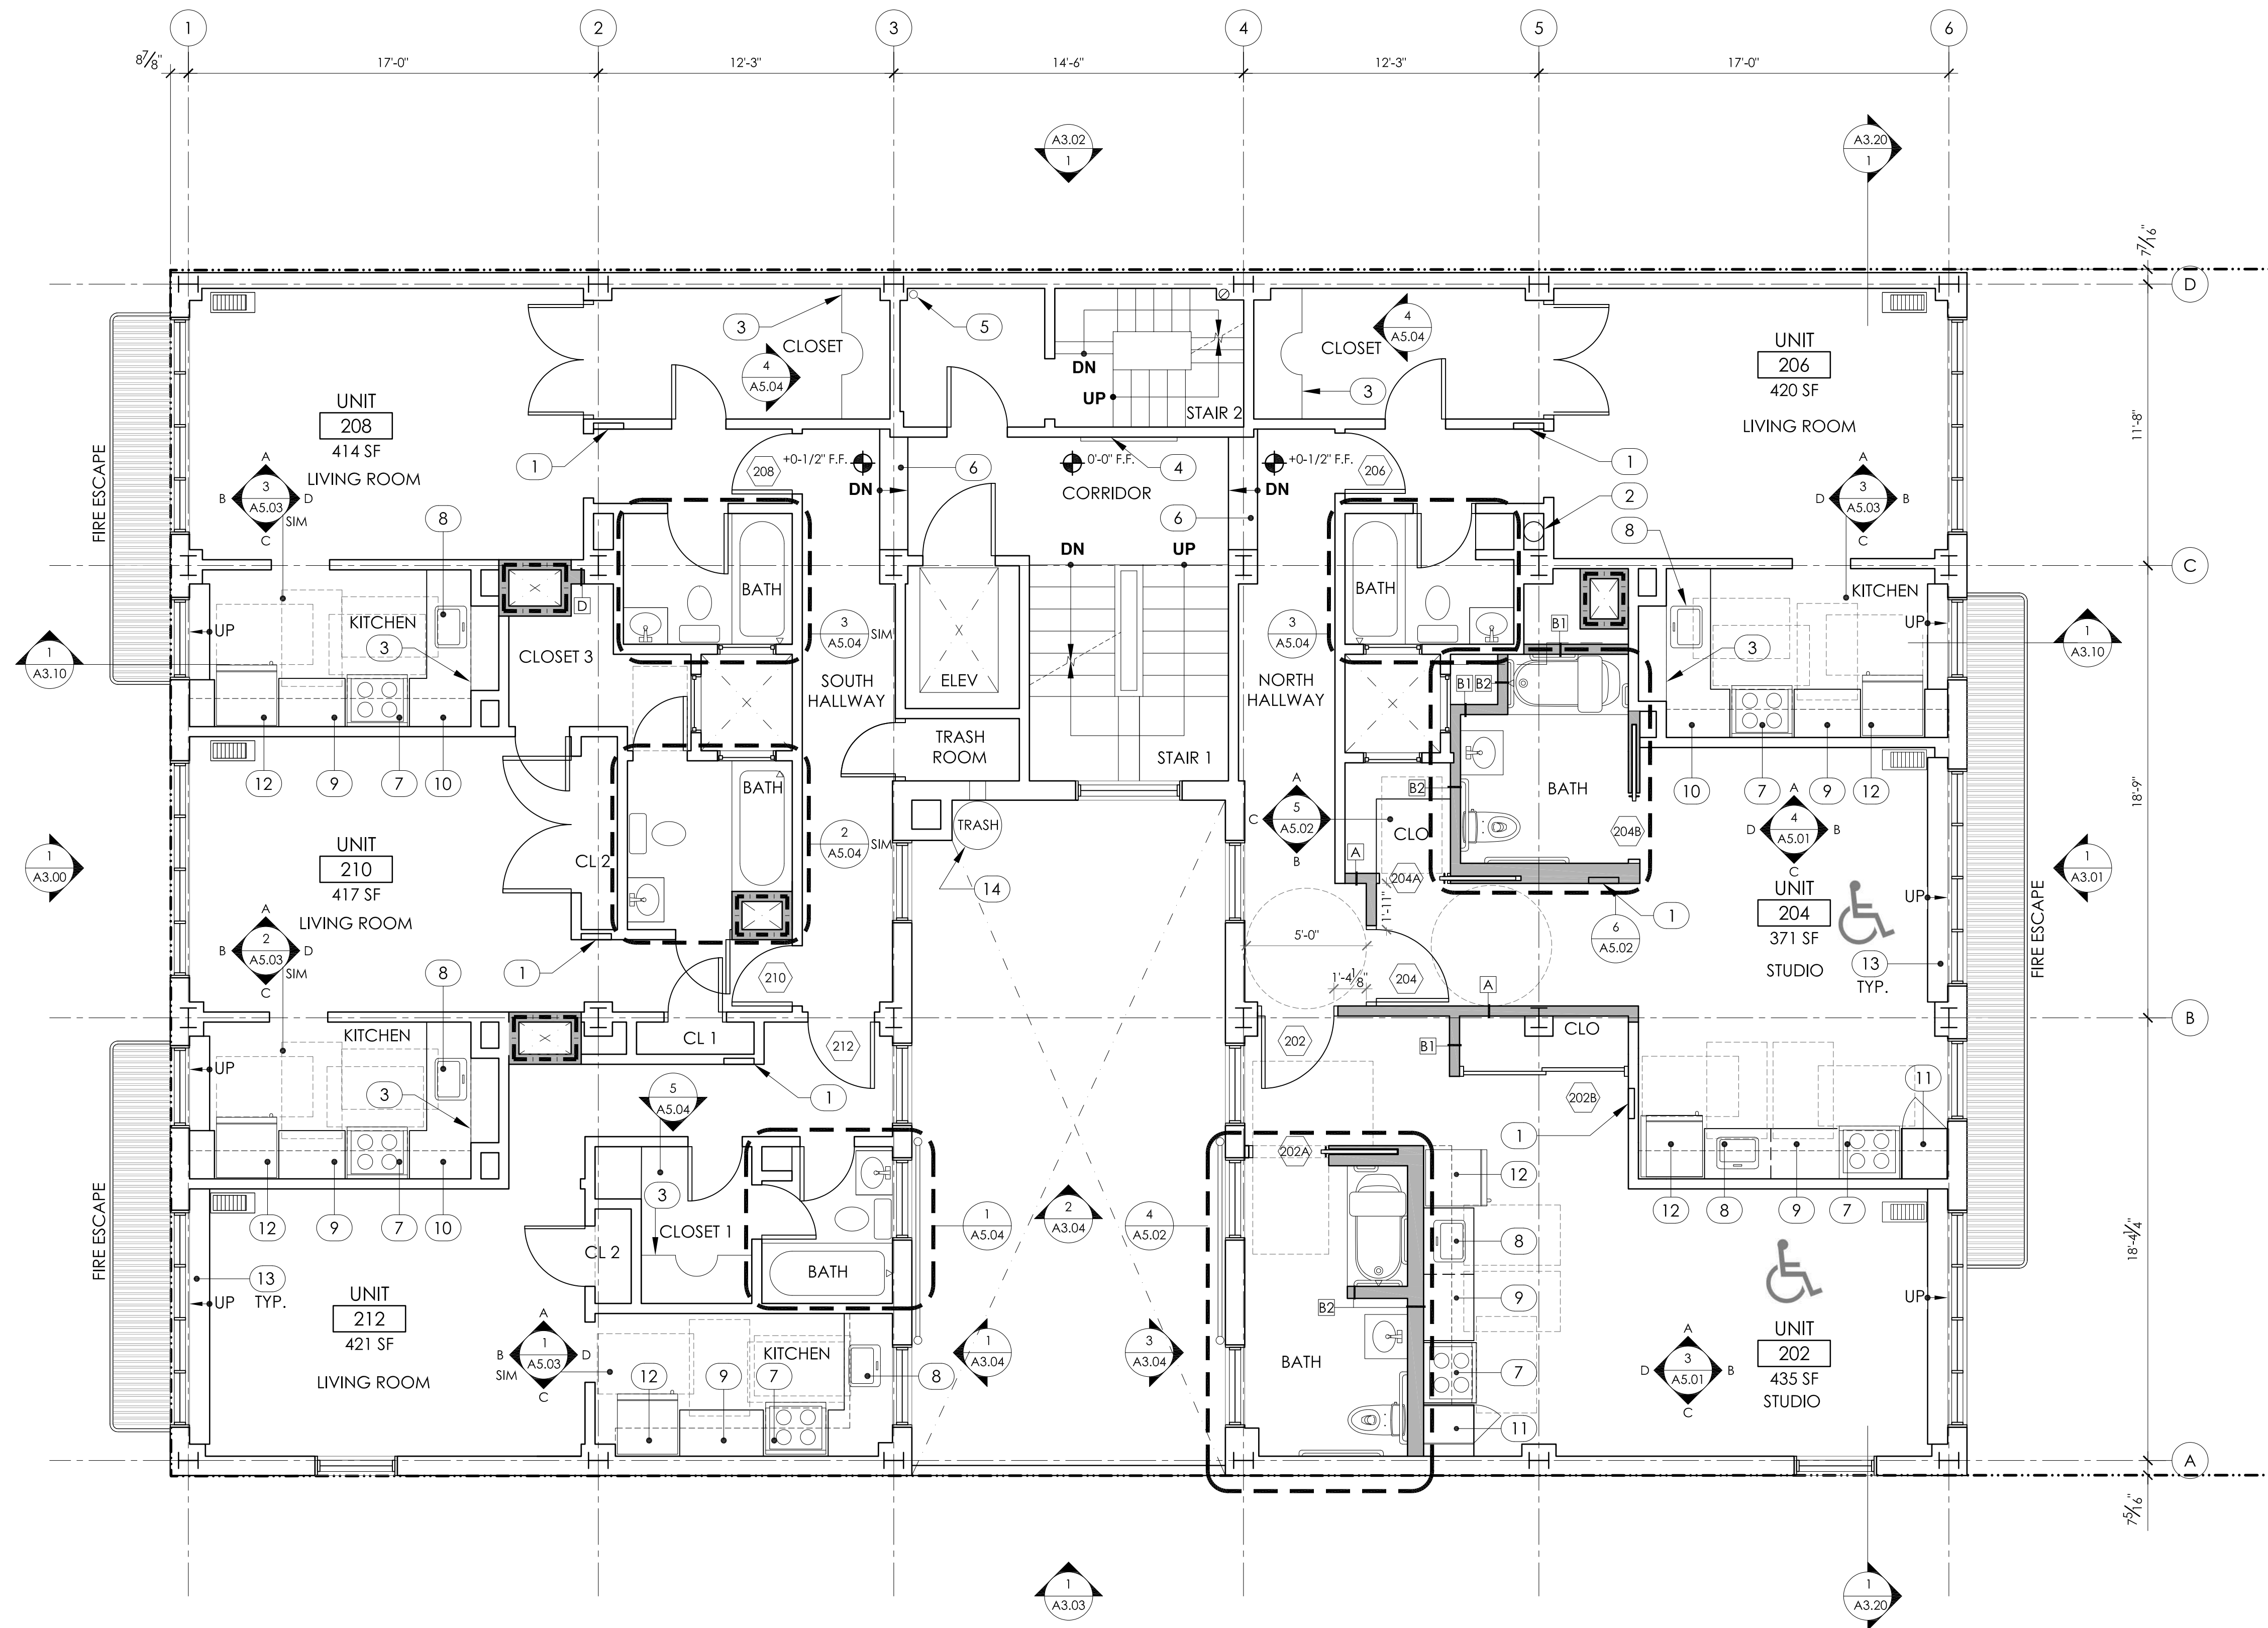 1
2
3
4
5
6
8 7/8"
17'-0"
12'-3"
14'-6"
12'-3"
17'-0"
A3.02
1
A3.20
1
7 7/16"
D
3
CLOSET
4
A5.04
5
DN
UP
STAIR 2
CLOSET
4
A5.04
3
UNIT
206
420 SF
LIVING ROOM
11'-8"
UNIT
208
414 SF
LIVING ROOM
FIRE ESCAPE
A
B
3
A5.03
D
C
SIM
8
1
208
+0-1/2" F.F.
DN
6
0'-0" F.F.
4
CORRIDOR
6
DN
UP
+0-1/2" F.F.
DN
206
1
2
8
A
D
3
A5.03
B
C
C
UP
KITCHEN
3
CLOSET 3
D
BATH
3
A5.04
SIM
SOUTH
HALLWAY
ELEV
NORTH
HALLWAY
3
A5.04
BATH
B1
B1
B2
KITCHEN
UP
3
1
A3.10
1
A3.10
12
9
7
10
TRASH
ROOM
STAIR 1
10
7
9
12
BATH
2
A5.04
SIM
TRASH
14
A
C
5
A5.02
B
B2
CLO
A
204A
BATH
204B
A
D
4
A5.01
B
C
18'-9"
1
A3.00
1
A3.01
UNIT
210
417 SF
LIVING ROOM
CL 2
A
B
2
A5.03
D
C
SIM
8
1
210
5'-0"
1'-11"
1'-4 1/8"
204
6
A5.02
1
UNIT
204
371 SF
STUDIO
UP
13
TYP.
FIRE ESCAPE
A
B
UP
KITCHEN
3
CL 1
212
1
202
B1
CLO
202B
1
11
12
9
7
10
5
A5.04
3
CLOSET 1
CL 2
BATH
1
A5.04
2
A3.04
4
A5.02
202A
12
8
9
B2
7
11
12
8
9
7
FIRE ESCAPE
13
TYP.
UP
UNIT
212
421 SF
LIVING ROOM
A
B
1
A5.03
D
SIM
C
KITCHEN
12
9
7
8
1
A3.04
3
A3.04
BATH
A
D
3
A5.01
B
C
UNIT
202
435 SF
STUDIO
UP
18'-4 1/4"
A
7 5/16"
1
A3.03
1
A3.20